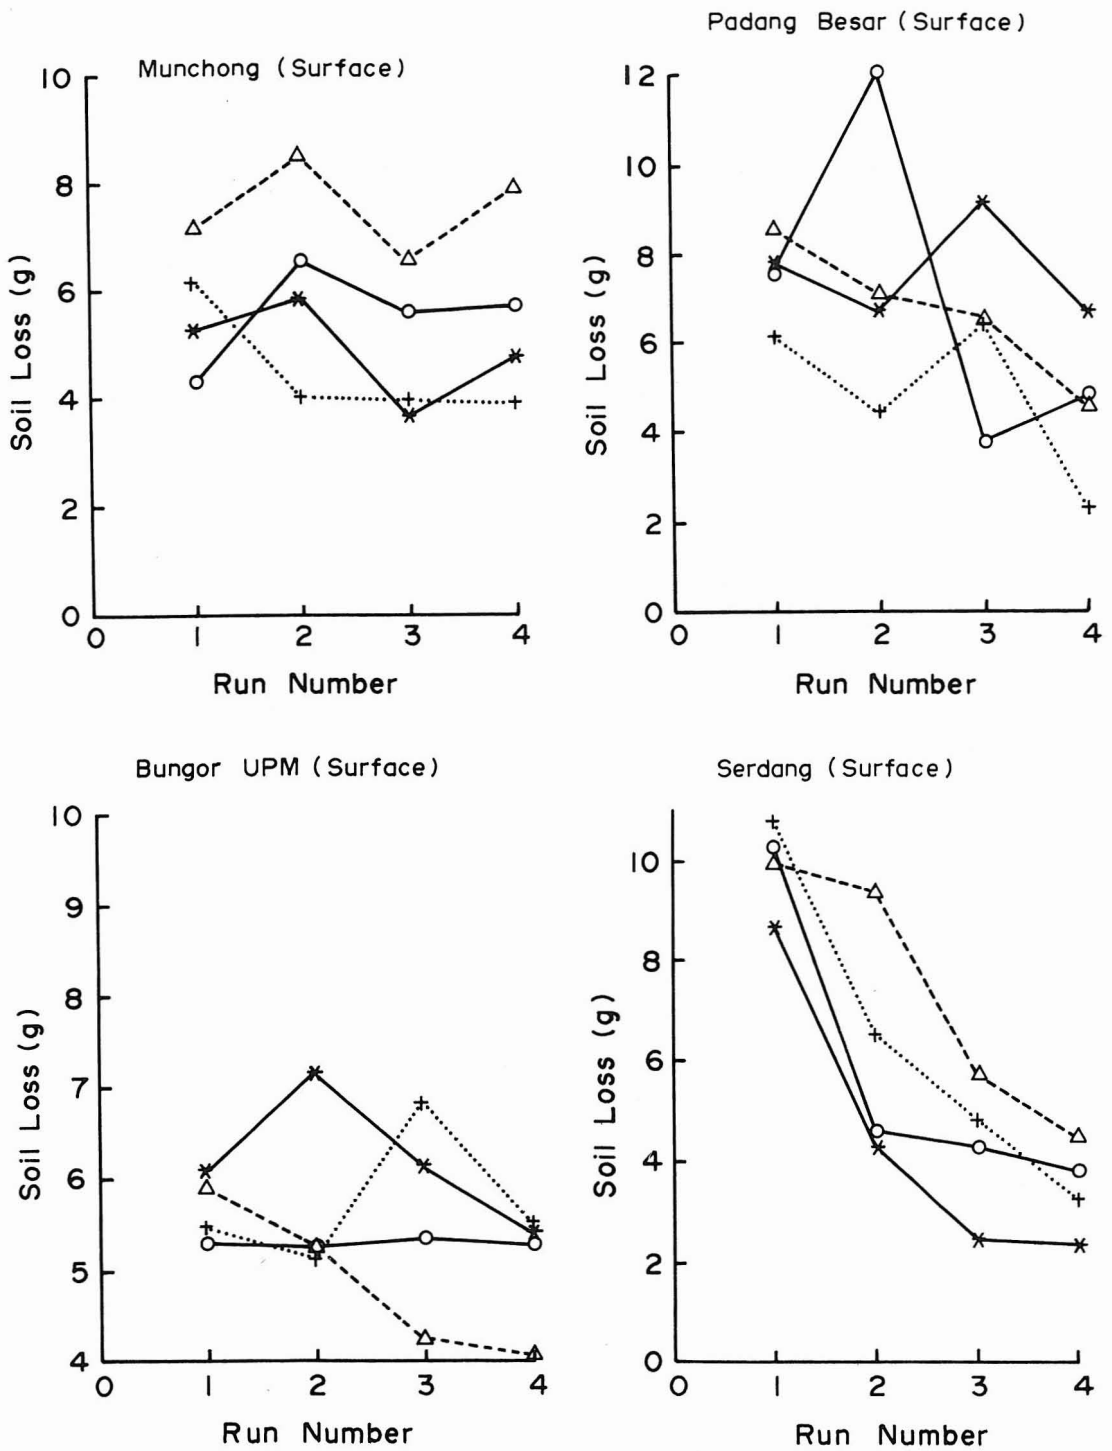 Munchong (Surface)
10
8
6
4
2
0
Soil Loss (g)
0 1 2 3 4
Run Number
Padang Besar (Surface)
12
10
8
6
4
2
0
Soil Loss (g)
0 1 2 3 4
Run Number
Bungor UPM (Surface)
10
9
8
7
6
5
4
Soil Loss (g)
0 1 2 3 4
Run Number
Serdang (Surface)
10
8
6
4
2
0
Soil Loss (g)
0 1 2 3 4
Run Number